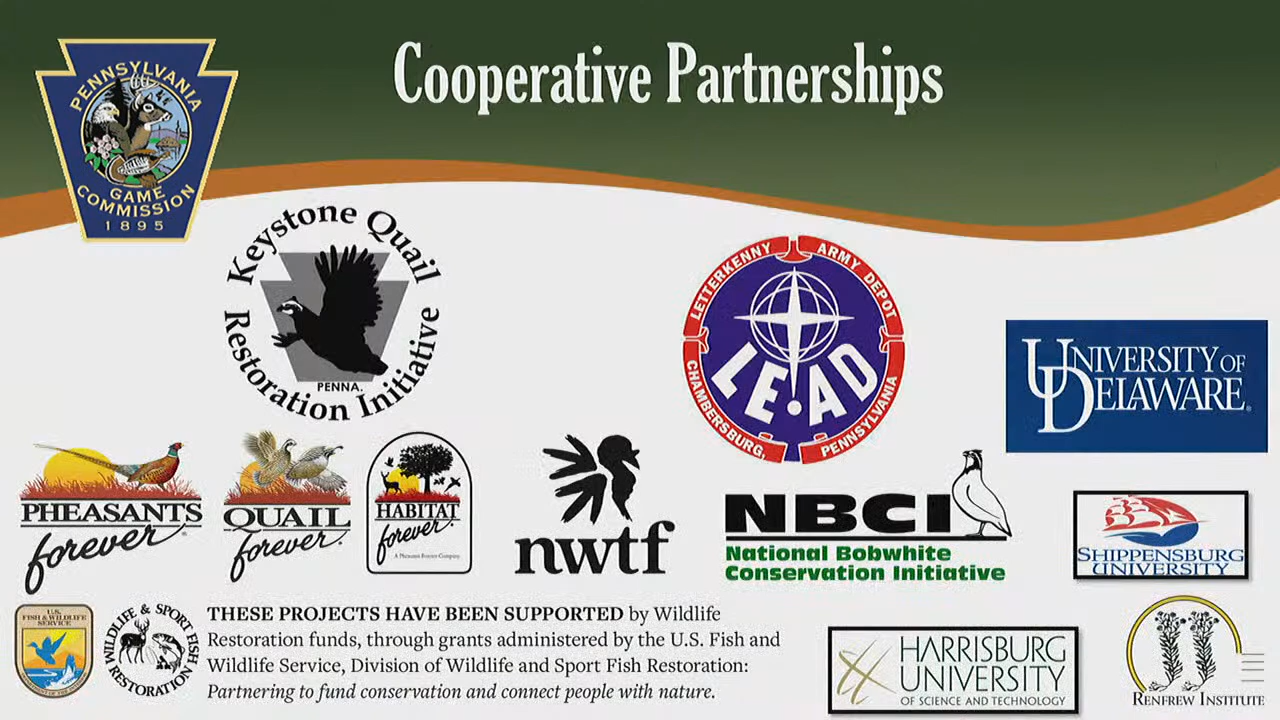 Cooperative Partnerships
PENNSYLVANIA
GAME
COMMISSION
1895
Keystone Quail
Restoration Initiative
PENNA.
LETTERKENNY ARMY DEPOT
LE·AD
CHAMBERSBURG, PENNSYLVANIA
UNIVERSITY OF
DELAWARE
PHEASANTS
forever
QUAIL
forever
HABITAT
forever
A Pheasants Forever Company
nwtf
NBCI
National Bobwhite
Conservation Initiative
SHIPPENSBURG
UNIVERSITY
U.S.
FISH & WILDLIFE
SERVICE
WILDLIFE & SPORT FISH
RESTORATION
THESE PROJECTS HAVE BEEN SUPPORTED by Wildlife
Restoration funds, through grants administered by the U.S. Fish and
Wildlife Service, Division of Wildlife and Sport Fish Restoration:
Partnering to fund conservation and connect people with nature.
HARRISBURG
UNIVERSITY
OF SCIENCE AND TECHNOLOGY
RENFREW INSTITUTE